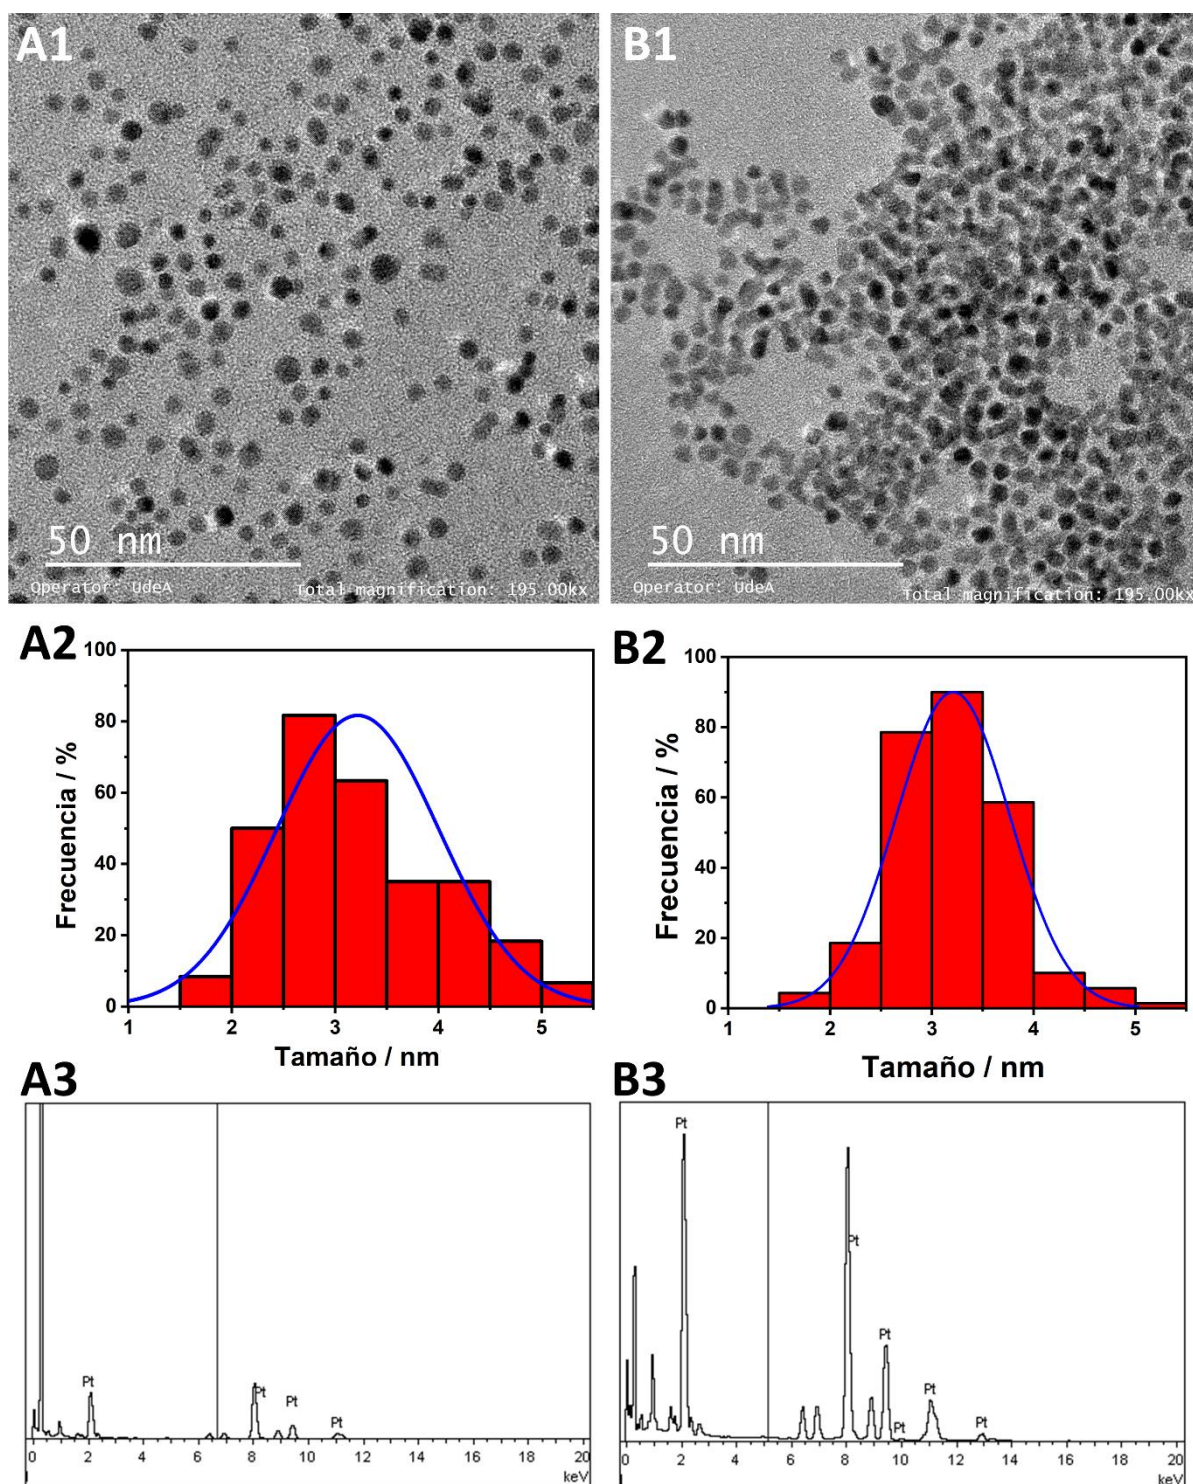 A1
50 nm
Operator: UdeA
Total magnification: 195.00kx
B1
50 nm
Operator: UdeA
Total magnification: 195.00kx
A2
100
80
60
40
20
0
Frecuencia / %
1 2 3 4 5
Tamaño / nm
B2
100
80
60
40
20
0
Frecuencia / %
1 2 3 4 5
Tamaño / nm
A3
Pt
Pt
Pt
Pt
0 2 4 6 8 10 12 14 16 18 20
keV
B3
Pt
Pt
Pt
Pt
Pt
Pt
0 2 4 6 8 10 12 14 16 18 20
keV